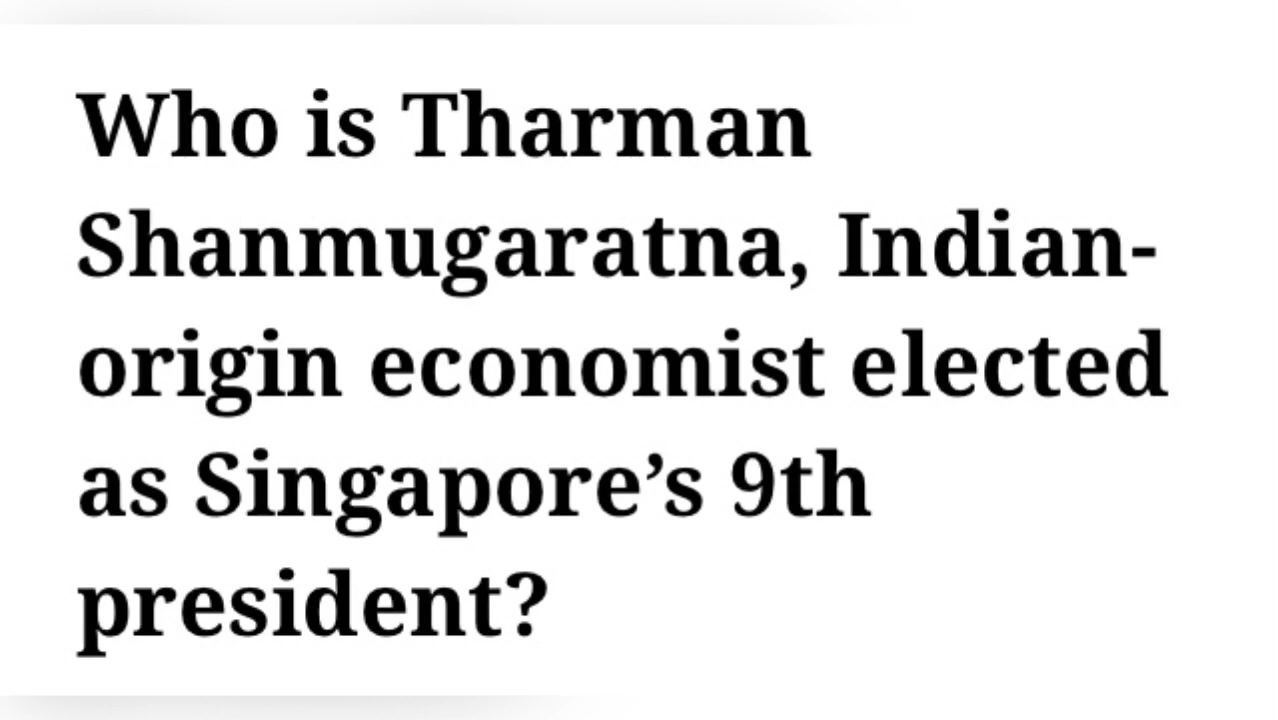 Who is Tharman
Shanmugaratna, Indian-
origin economist elected
as Singapore’s 9th
president?